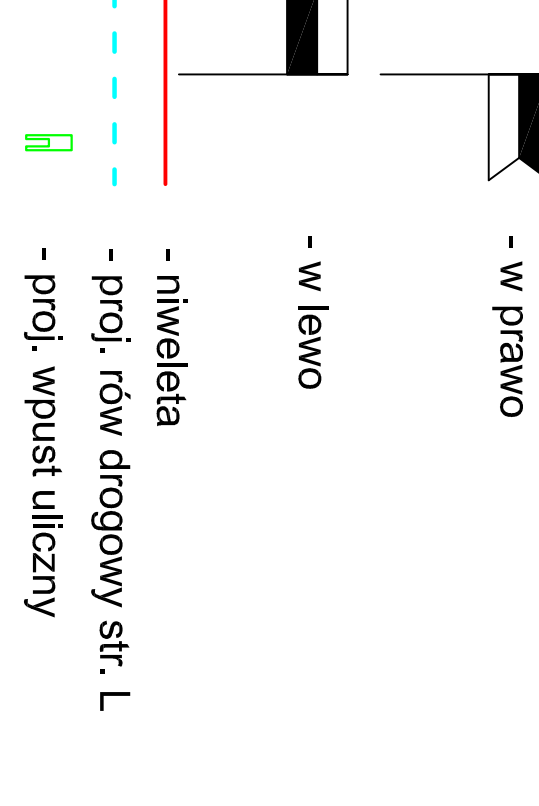 - w prawo
- w lewo
- niweleta
- proj. rów drogowy str. L
- proj. wpust uliczny